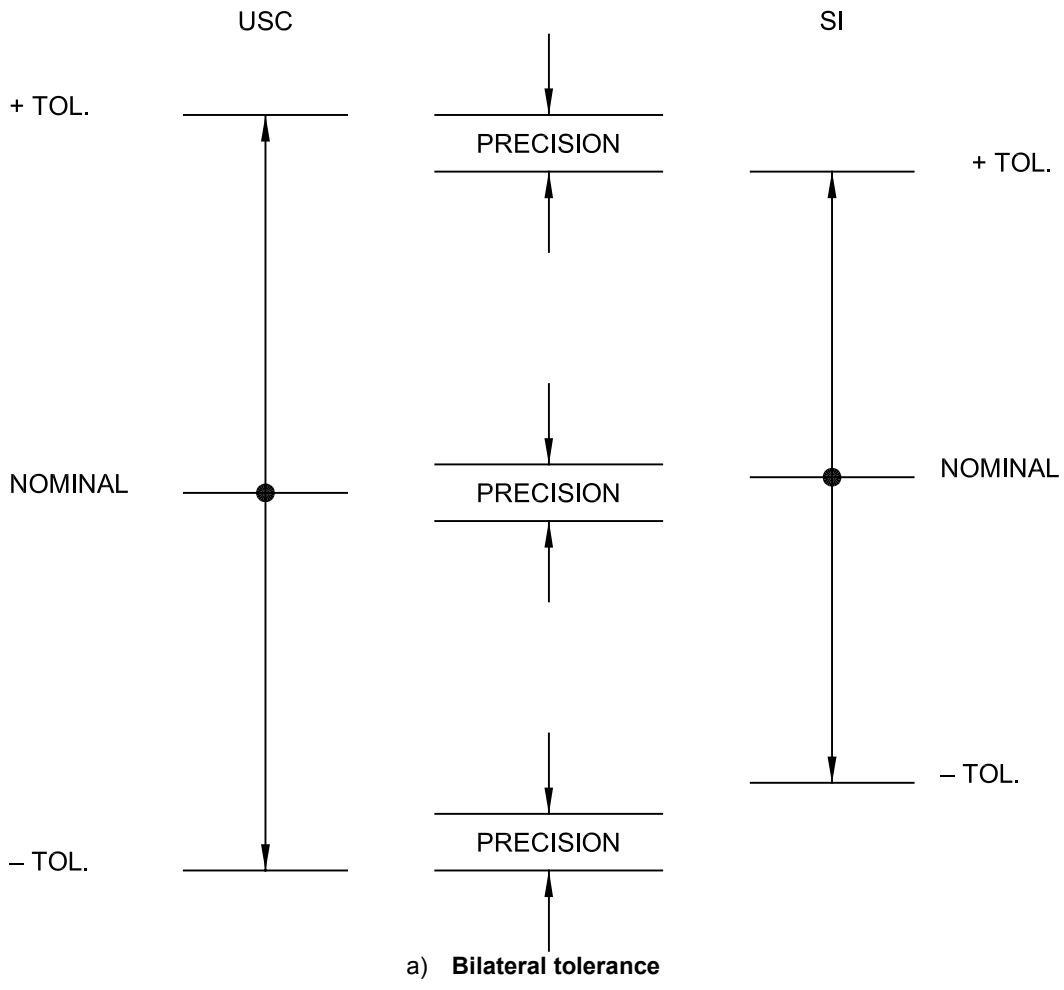 USC
SI
+ TOL.
PRECISION
+ TOL.
NOMINAL
PRECISION
NOMINAL
– TOL.
PRECISION
– TOL.
a) Bilateral tolerance